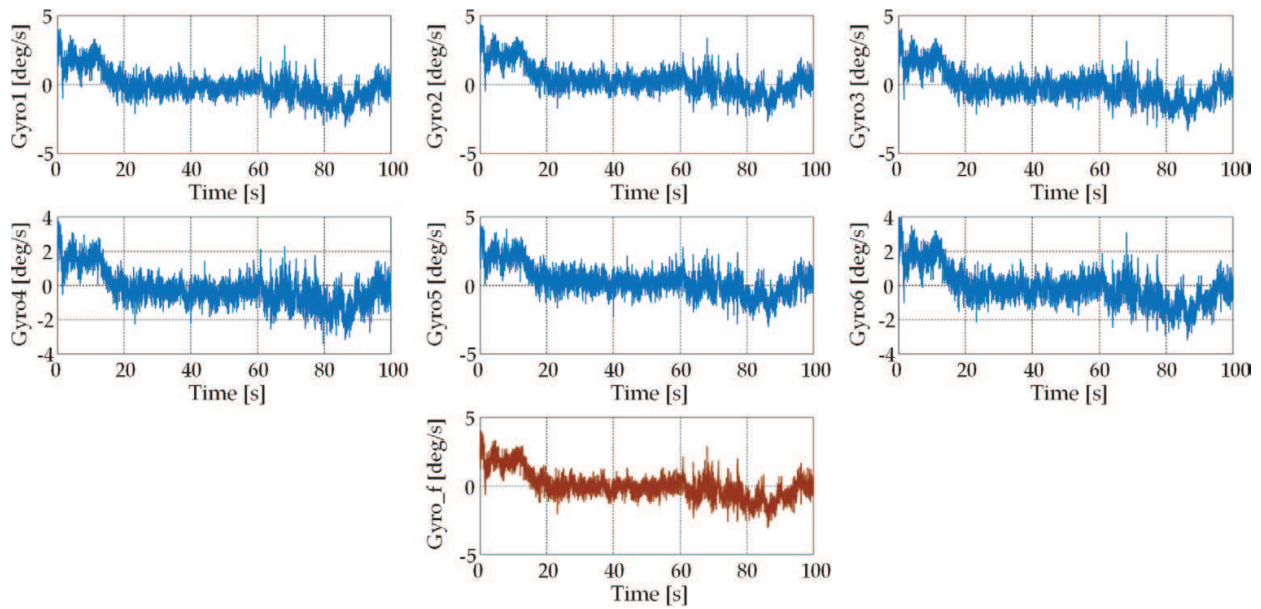 Gyro1 [deg/s]
5
0
-5
0 20 40 60 80 100
Time [s]
Gyro2 [deg/s]
5
0
-5
0 20 40 60 80 100
Time [s]
Gyro3 [deg/s]
5
0
-5
0 20 40 60 80 100
Time [s]
Gyro4 [deg/s]
4
2
0
-2
-4
0 20 40 60 80 100
Time [s]
Gyro5 [deg/s]
5
0
-5
0 20 40 60 80 100
Time [s]
Gyro6 [deg/s]
4
2
0
-2
-4
0 20 40 60 80 100
Time [s]
Gyro_f [deg/s]
5
0
-5
0 20 40 60 80 100
Time [s]